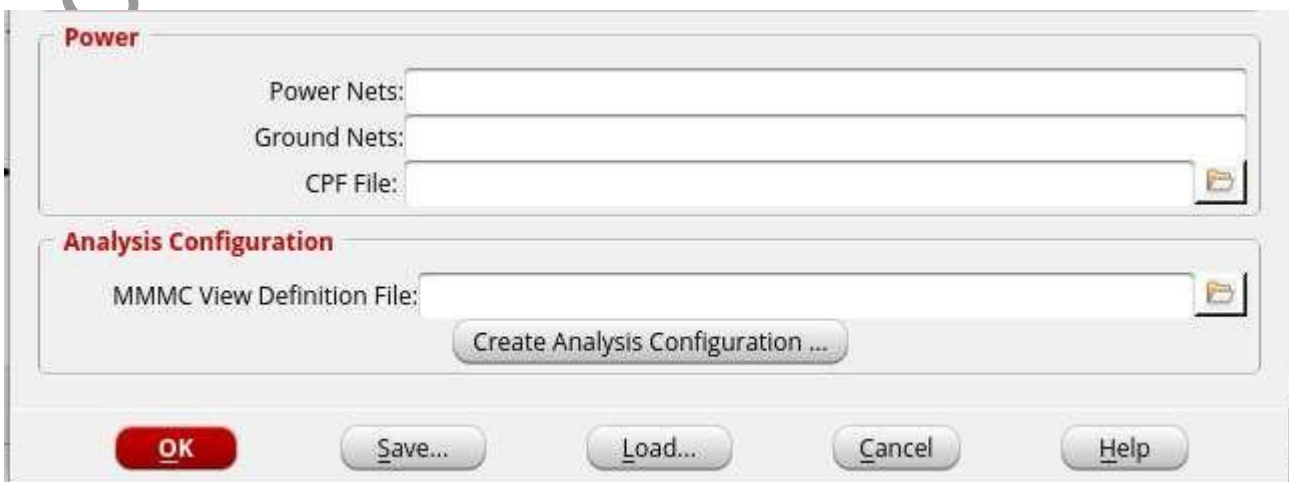 Power
Power Nets:
Ground Nets:
CPF File:
Analysis Configuration
MMMC View Definition File:
Create Analysis Configuration ...
OK Save... Load... Cancel Help